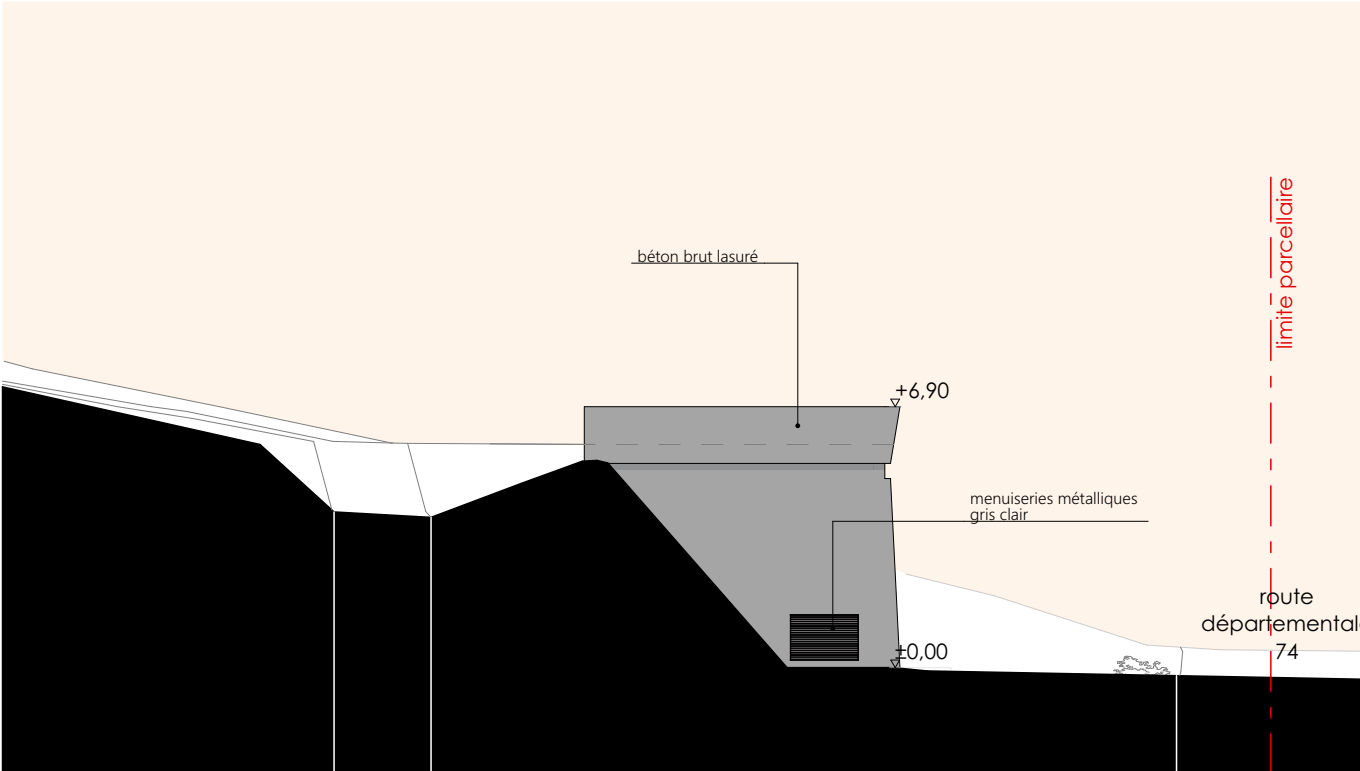 limite parcellaire
béton brut lasuré
+6,90
menuiseries métalliques
gris clair
route
départementale
74
±0,00